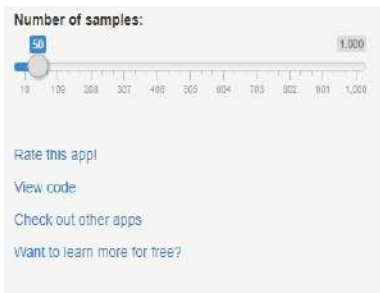 Number of samples:
50 1,000
10 109 208 307 406 505 604 703 802 901 1,000
Rate this app!
View code
Check out other apps
Want to learn more for free?